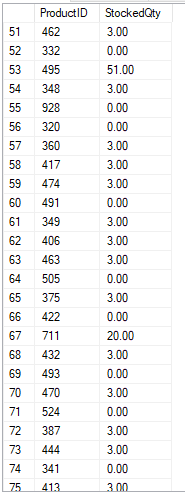 ProductID StockedQty
51 462 3.00
52 332 0.00
53 495 51.00
54 348 3.00
55 928 0.00
56 320 0.00
57 360 3.00
58 417 3.00
59 474 3.00
60 491 0.00
61 349 3.00
62 406 3.00
63 463 3.00
64 505 0.00
65 375 3.00
66 422 0.00
67 711 20.00
68 432 3.00
69 493 0.00
70 470 3.00
71 524 0.00
72 387 3.00
73 444 3.00
74 341 0.00
75 413 3.00